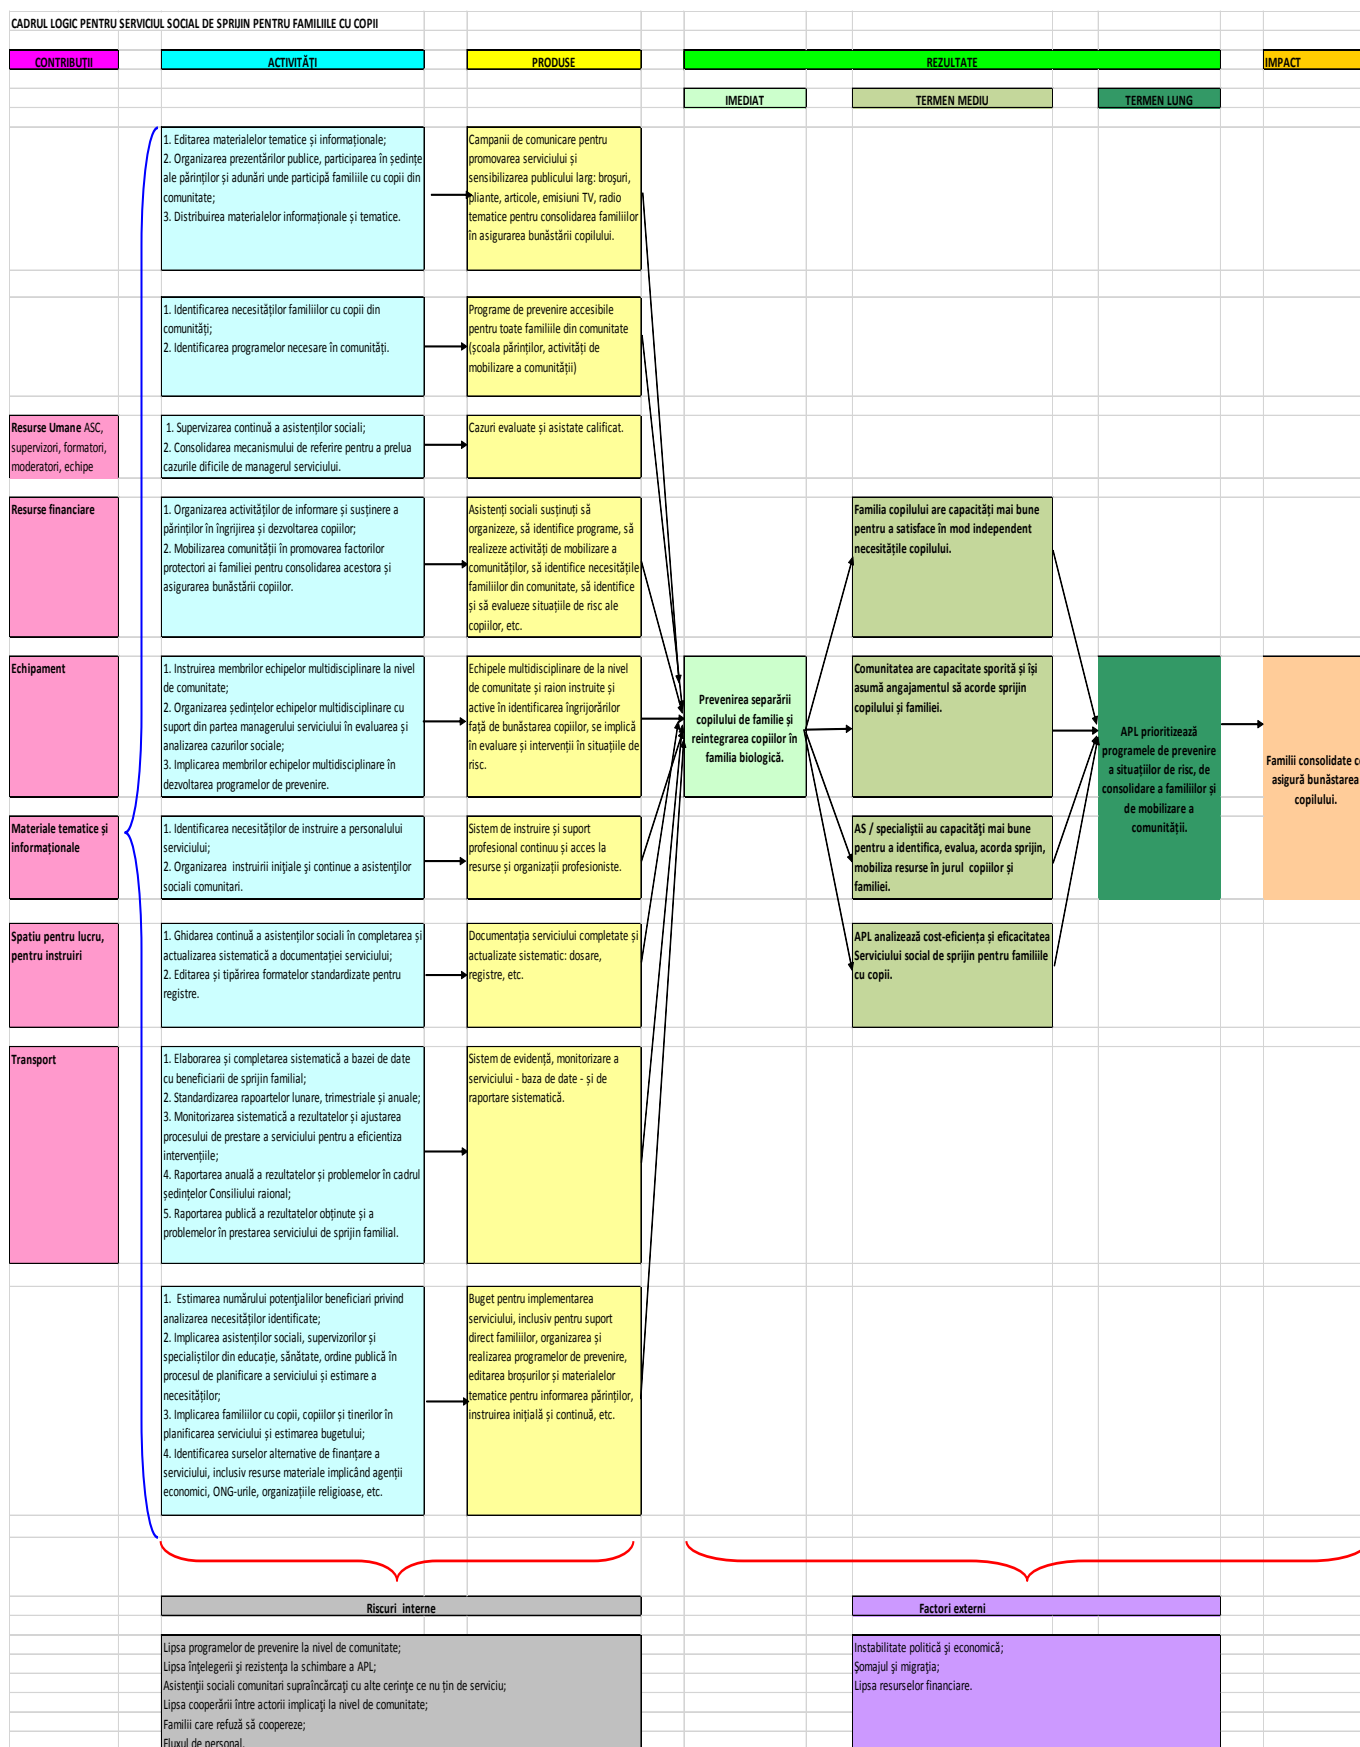 CADRUL LOGIC PENTRU SERVICIUL SOCIAL DE SPRIJIN PENTRU FAMILIILE CU COPII
CONTRIBUȚII
ACTIVITĂȚI
PRODUSE
REZULTATE
IMPACT
IMEDIAT
TERMEN MEDIU
TERMEN LUNG
1. Editarea materialelor tematice și informaționale;
2. Organizarea prezentărilor publice, participarea în ședințe
ale părinților și adunări unde participă familiile cu copii din
comunitate;
3. Distribuirea materialelor informaționale și tematice.
Campanii de comunicare pentru
promovarea serviciului și
sensibilizarea publicului larg: broșuri,
pliante, articole, emisiuni TV, radio
tematice pentru consolidarea familiilor
în asigurarea bunăstării copilului.
1. Identificarea necesităților familiilor cu copii din
comunități;
2. Identificarea programelor necesare în comunități.
Programe de prevenire accesibile
pentru toate familiile din comunitate
(școala părinților, activități de
mobilizare a comunității)
Resurse Umane ASC,
supervizori, formatori,
moderatori, echipe
1. Supervizarea continuă a asistenților sociali;
2. Consolidarea mecanismului de referire pentru a prelua
cazurile dificile de managerul serviciului.
Cazuri evaluate și asistate calificat.
Resurse financiare
1. Organizarea activităților de informare și susținere a
părinților în îngrijirea și dezvoltarea copiilor;
2. Mobilizarea comunității în promovarea factorilor
protectori ai familiei pentru consolidarea acestora și
asigurarea bunăstării copiilor.
Asistenți sociali susținuți să
organizeze, să identifice programe, să
realizeze activități de mobilizare a
comunităților, să identifice necesitățile
familiilor din comunitate, să identifice
și să evalueze situațiile de risc ale
copiilor, etc.
Familia copilului are capacități mai bune
pentru a satisface în mod independent
necesitățile copilului.
Echipament
1. Instruirea membrilor echipelor multidisciplinare la nivel
de comunitate;
2. Organizarea ședințelor echipelor multidisciplinare cu
suport din partea managerului serviciului în evaluarea și
analizarea cazurilor sociale;
3. Implicarea membrilor echipelor multidisciplinare în
dezvoltarea programelor de prevenire.
Echipele multidisciplinare de la nivel
de comunitate și raion instruite și
active în identificarea îngrijorărilor
față de bunăstarea copiilor, se implică
în evaluare și intervenții în situațiile de
risc.
Prevenirea separării
copilului de familie și
reintegrarea copiilor în
familia biologică.
Comunitatea are capacitate sporită și își
asumă angajamentul să acorde sprijin
copilului și familiei.
APL prioritizează
programele de prevenire
a situațiilor de risc, de
consolidare a familiilor și
de mobilizare a
comunității.
Familii consolidate
asigură bunăstarea
copilului.
Materiale tematice și
informaționale
1. Identificarea necesităților de instruire a personalului
serviciului;
2. Organizarea  instruirii inițiale și continue a asistenților
sociali comunitari.
Sistem de instruire și suport
profesional continuu și acces la
resurse și organizații profesioniste.
AS / specialiștii au capacități mai bune
pentru a identifica, evalua, acorda sprijin,
mobiliza resurse în jurul  copiilor și
familiei.
Spatiu pentru lucru,
pentru instruiri
1. Ghidarea continuă a asistenților sociali în completarea și
actualizarea sistematică a documentației serviciului;
2. Editarea și tipărirea formatelor standardizate pentru
registre.
Documentația serviciului completate și
actualizate sistematic: dosare,
registre, etc.
APL analizează cost-eficiența și eficacitatea
Serviciului social de sprijin pentru familiile
cu copii.
Transport
1. Elaborarea și completarea sistematică a bazei de date
cu beneficiarii de sprijin familial;
2. Standardizarea rapoartelor lunare, trimestriale și anuale;
3. Monitorizarea sistematică a rezultatelor și ajustarea
procesului de prestare a serviciului pentru a eficientiza
intervențiile;
4. Raportarea anuală a rezultatelor și problemelor în cadrul
ședințelor Consiliului raional;
5. Raportarea publică a rezultatelor obținute și a
problemelor în prestarea serviciului de sprijin familial.
Sistem de evidență, monitorizare a
serviciului - baza de date - și de
raportare sistematică.
1.  Estimarea numărului potențialilor beneficiari privind
analizarea necesităților identificate;
2. Implicarea asistenților sociali, supervizorilor și
specialiștilor din educație, sănătate, ordine publică în
procesul de planificare a serviciului și estimare a
necesităților;
3. Implicarea familiilor cu copii, copiilor și tinerilor în
planificarea serviciului și estimarea bugetului;
4. Identificarea surselor alternative de finanțare a
serviciului, inclusiv resurse materiale implicând agenții
economici, ONG-urile, organizațiile religioase, etc.
Buget pentru implementarea
serviciului, inclusiv pentru suport
direct familiilor, organizarea și
realizarea programelor de prevenire,
editarea broșurilor și materialelor
tematice pentru informarea părinților,
instruirea inițială și continuă, etc.
Riscuri  interne
Factori externi
Lipsa programelor de prevenire la nivel de comunitate;
Lipsa înțelegerii și rezistența la schimbare a APL;
Asistenții sociali comunitari supraîncărcați cu alte cerințe ce nu țin de serviciu;
Lipsa cooperării între actorii implicați la nivel de comunitate;
Familii care refuză să coopereze;
Fluxul de personal.
Instabilitate politică și economică;
Șomajul și migrația;
Lipsa resurselor financiare.